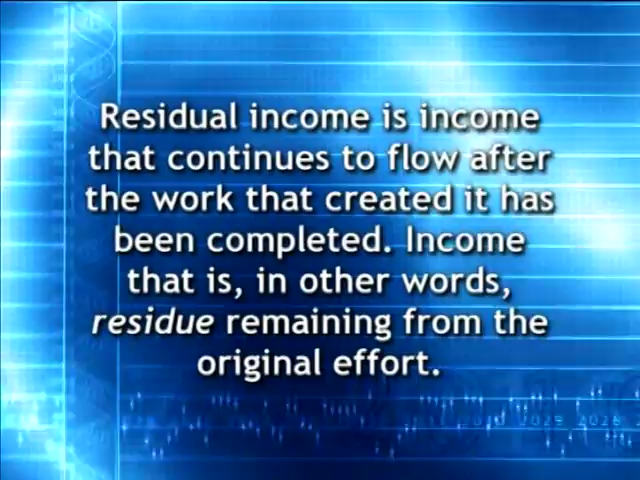 Residual income is income
that continues to flow after
the work that created it has
been completed. Income
that is, in other words,
residue remaining from the
original effort.